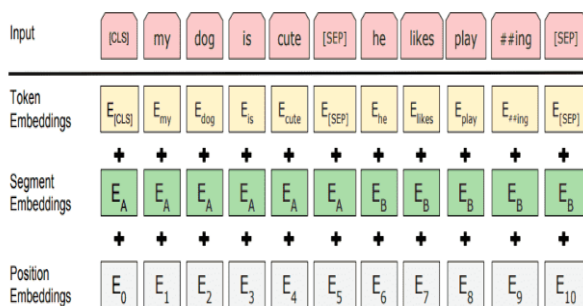 Input [CLS] my dog is cute [SEP] he likes play ##ing [SEP]
Token
Embeddings
E[CLS] Emy Edog Eis Ecute E[SEP] Ehe Elikes Eplay E##ing E[SEP]
+ + + + + + + + + + +
Segment
Embeddings
EA EA EA EA EA EA EB EB EB EB EB
+ + + + + + + + + + +
Position
Embeddings
E0 E1 E2 E3 E4 E5 E6 E7 E8 E9 E10